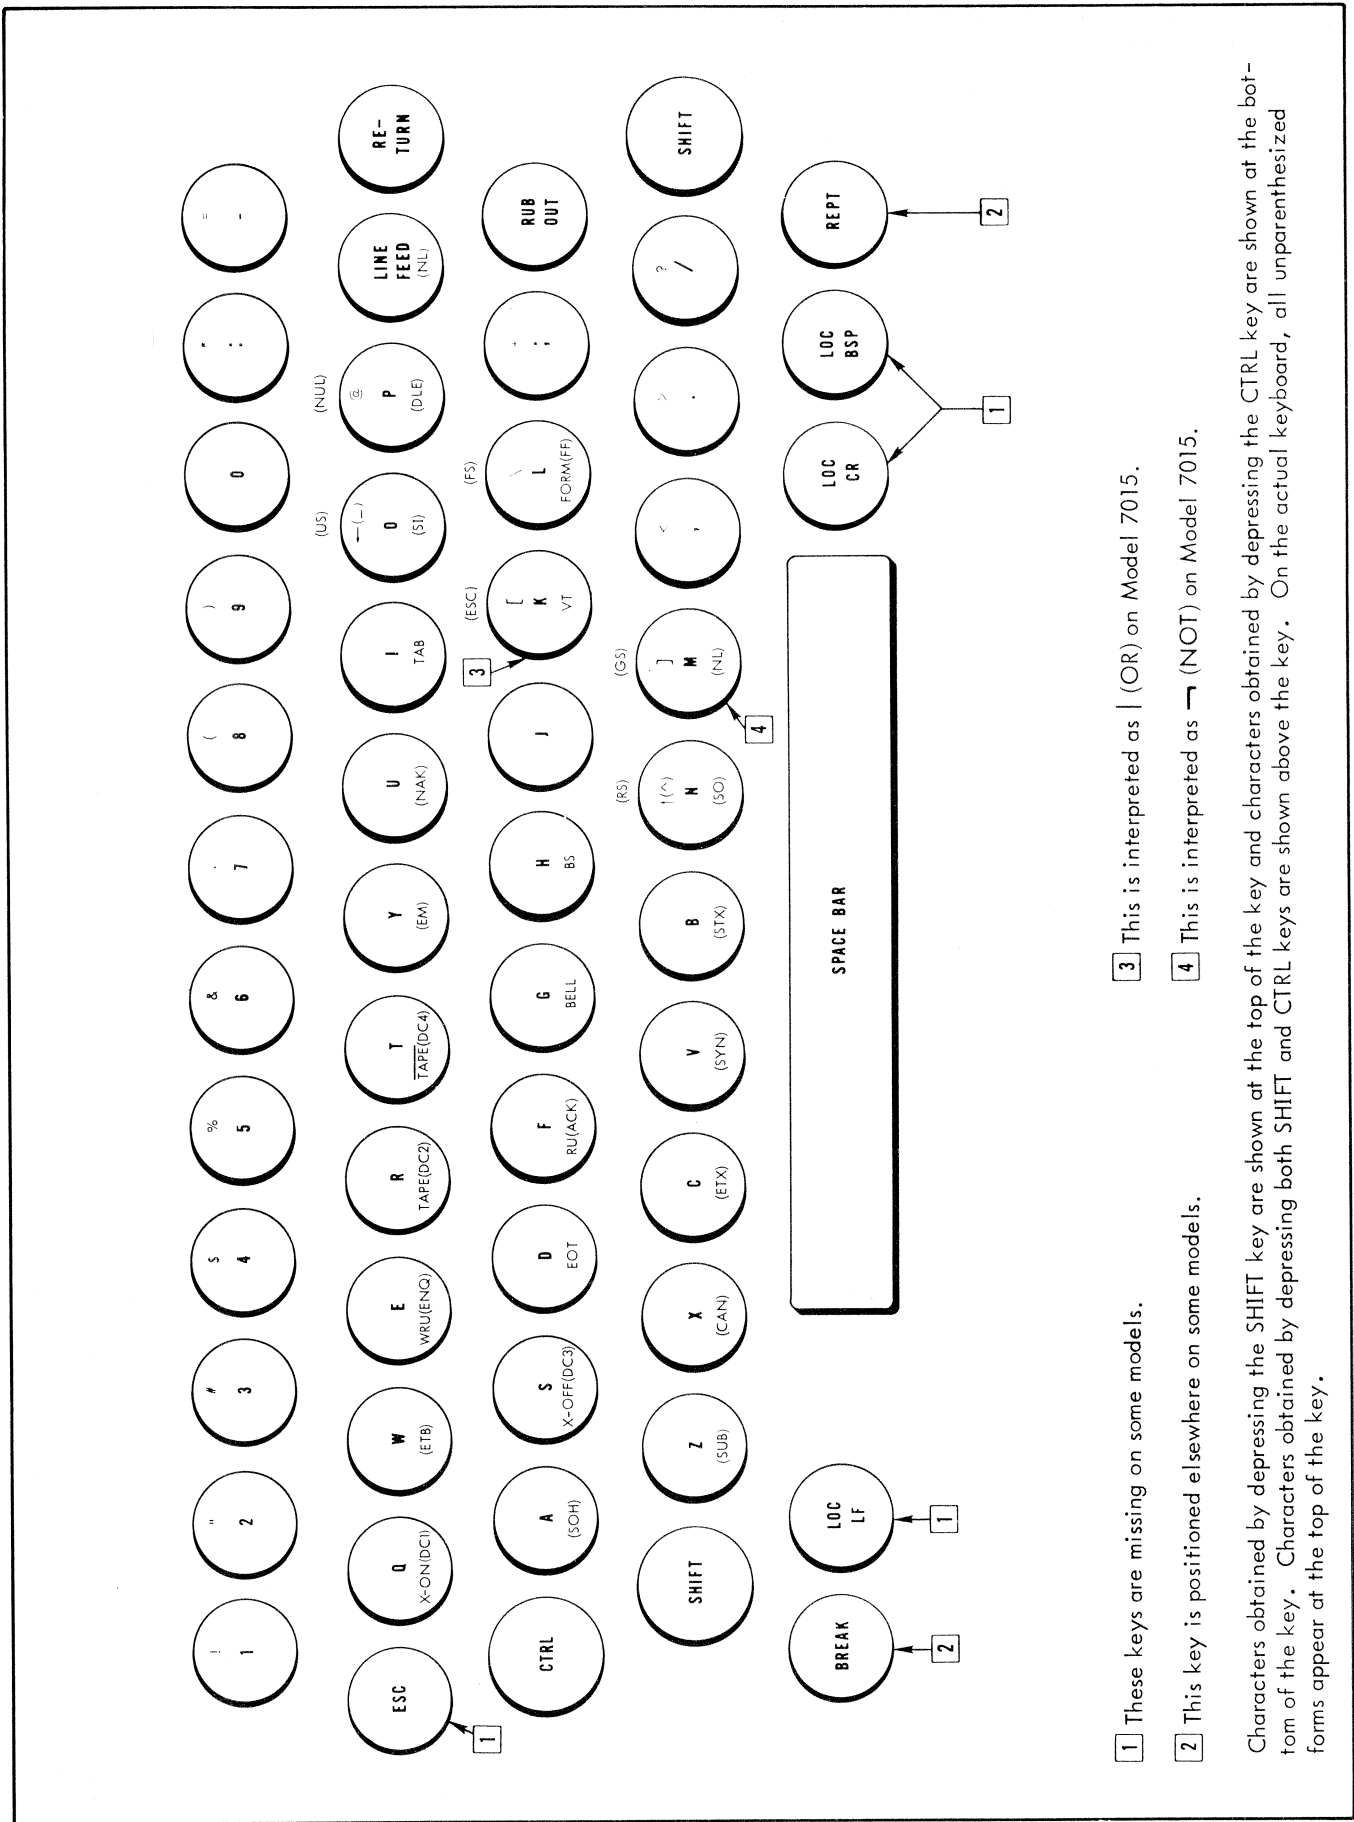 ! " # $ % & ' ( ) * =
1 2 3 4 5 6 7 8 9 0 : -
(US) (NUL)
←(_) @
ESC Q W E R T Y U I O P LINE FEED RE-TURN
X-ON(DC1) (ETB) WRU(ENQ) TAPE(DC2) TAPE(DC4) (EM) (NAK) TAB (SI) (DLE) (NL)
(ESC) (FS)
[ \ +
CTRL A S D F G H J K L ; RUB OUT
(SOH) X-OFF(DC3) EOT RU(ACK) BELL BS VT FORM(FF)
1 3
(RS) (GS)
↑(^) ] < > ?
SHIFT Z X C V B N M , . / SHIFT
(SUB) (CAN) (ETX) (SYN) (STX) (SO) (NL)
4
BREAK LOC LF SPACE BAR LOC CR LOC BSP REPT
2 1 1 2
1 These keys are missing on some models.
3 This is interpreted as | (OR) on Model 7015.
2 This key is positioned elsewhere on some models.
4 This is interpreted as ¬ (NOT) on Model 7015.
Characters obtained by depressing the SHIFT key are shown at the top of the key and characters obtained by depressing the CTRL key are shown at the bot-
tom of the key. Characters obtained by depressing both SHIFT and CTRL keys are shown above the key. On the actual keyboard, all unparenthesized
forms appear at the top of the key.